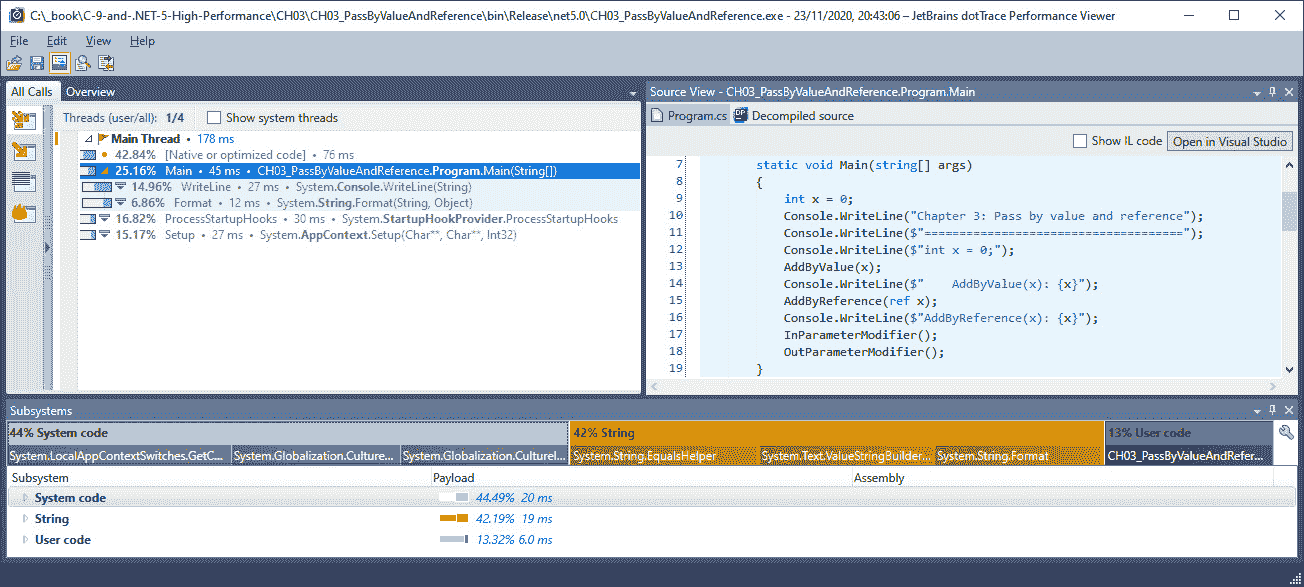 C:\_book\C-9-and-.NET-5-High-Performance\CH03\CH03_PassByValueAndReference\bin\Release\net5.0\CH03_PassByValueAndReference.exe - 23/11/2020, 20:43:06 – JetBrains dotTrace Performance Viewer
File Edit View Help
All Calls Overview
Threads (user/all): 1/4 Show system threads
Main Thread • 178 ms
42.84% [Native or optimized code] • 76 ms
25.16% Main • 45 ms • CH03_PassByValueAndReference.Program.Main(String[])
14.96% WriteLine • 27 ms • System.Console.WriteLine(String)
6.86% Format • 12 ms • System.String.Format(String, Object)
16.82% ProcessStartupHooks • 30 ms • System.StartupHookProvider.ProcessStartupHooks
15.17% Setup • 27 ms • System.AppContext.Setup(Char**, Char**, Int32)
Source View - CH03_PassByValueAndReference.Program.Main
Program.cs Decompiled source
Show IL code Open in Visual Studio
7 static void Main(string[] args)
8 {
9 int x = 0;
10 Console.WriteLine("Chapter 3: Pass by value and reference");
11 Console.WriteLine($"=====================================");
12 Console.WriteLine($"int x = 0;");
13 AddByValue(x);
14 Console.WriteLine($"    AddByValue(x): {x}");
15 AddByReference(ref x);
16 Console.WriteLine($"AddByReference(x): {x}");
17 InParameterModifier();
18 OutParameterModifier();
19 }
Subsystems
44% System code 42% String 13% User code
System.LocalAppContextSwitches.GetC... System.Globalization.Culture... System.Globalization.CultureI... System.String.EqualsHelper System.Text.ValueStringBuilder... System.String.Format CH03_PassByValueAndRefer...
Subsystem Payload Assembly
System code 44.49% 20 ms
String 42.19% 19 ms
User code 13.32% 6.0 ms